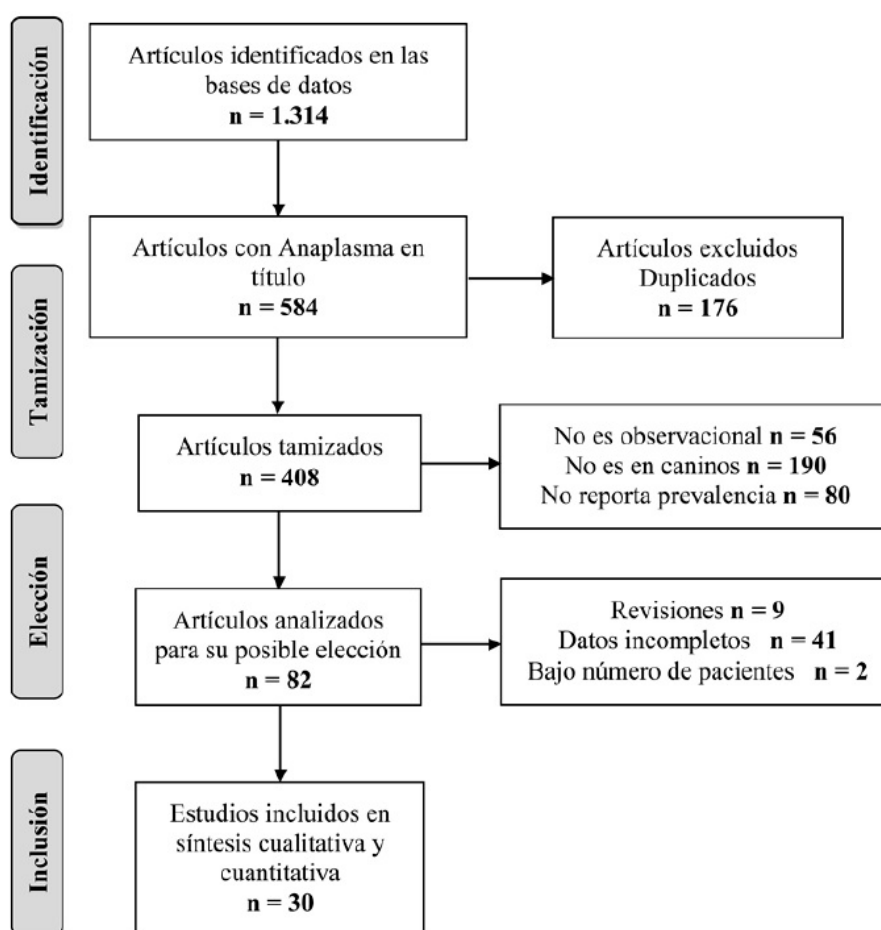 Identificación
Artículos identificados en las
bases de datos
n = 1.314
Artículos con Anaplasma en
título
n = 584
Artículos excluidos
Duplicados
n = 176
Tamización
Artículos tamizados
n = 408
No es observacional n = 56
No es en caninos n = 190
No reporta prevalencia n = 80
Elección
Artículos analizados
para su posible elección
n = 82
Revisiones n = 9
Datos incompletos n = 41
Bajo número de pacientes n = 2
Inclusión
Estudios incluidos en
síntesis cualitativa y
cuantitativa
n = 30